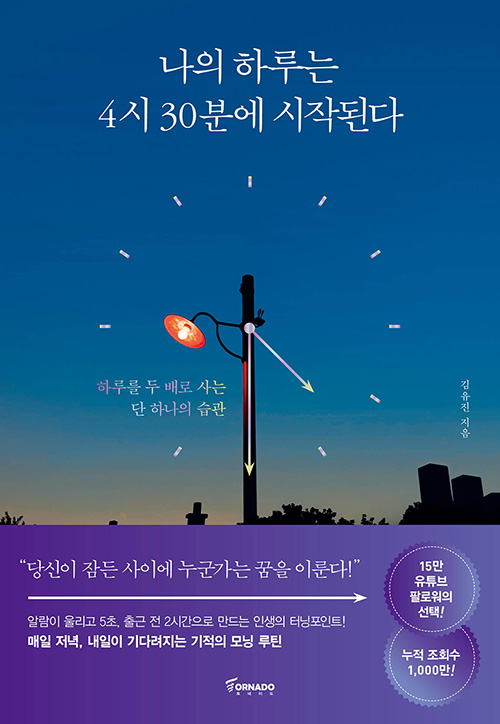 나의 하루는
4시 30분에 시작된다
하루를 두 배로 사는
단 하나의 습관
김유진 지음
“당신이 잠든 사이에 누군가는 꿈을 이룬다!”
알람이 울리고 5초, 출근 전 2시간으로 만드는 인생의 터닝포인트!
매일 저녁, 내일이 기다려지는 기적의 모닝 루틴
15만
유튜브
팔로워의
선택!
누적 조회수
1,000만!
TORNADO
토네이도